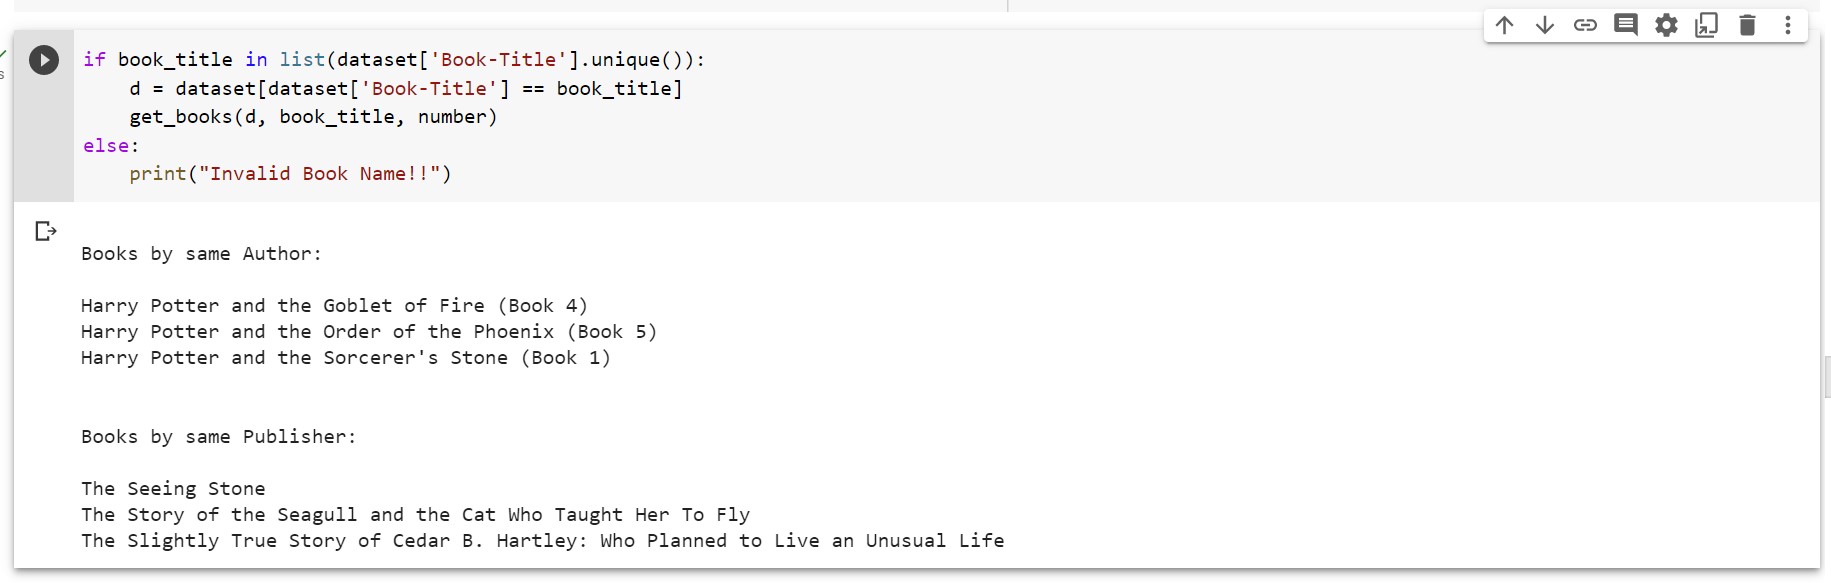 if book_title in list(dataset['Book-Title'].unique()):
    d = dataset[dataset['Book-Title'] == book_title]
    get_books(d, book_title, number)
else:
    print("Invalid Book Name!!")
Books by same Author:
Harry Potter and the Goblet of Fire (Book 4)
Harry Potter and the Order of the Phoenix (Book 5)
Harry Potter and the Sorcerer's Stone (Book 1)
Books by same Publisher:
The Seeing Stone
The Story of the Seagull and the Cat Who Taught Her To Fly
The Slightly True Story of Cedar B. Hartley: Who Planned to Live an Unusual Life